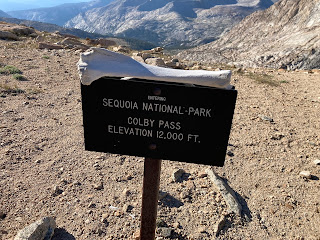 ENTERING
SEQUOIA NATIONAL-PARK
COLBY PASS
ELEVATION 12,000 FT.